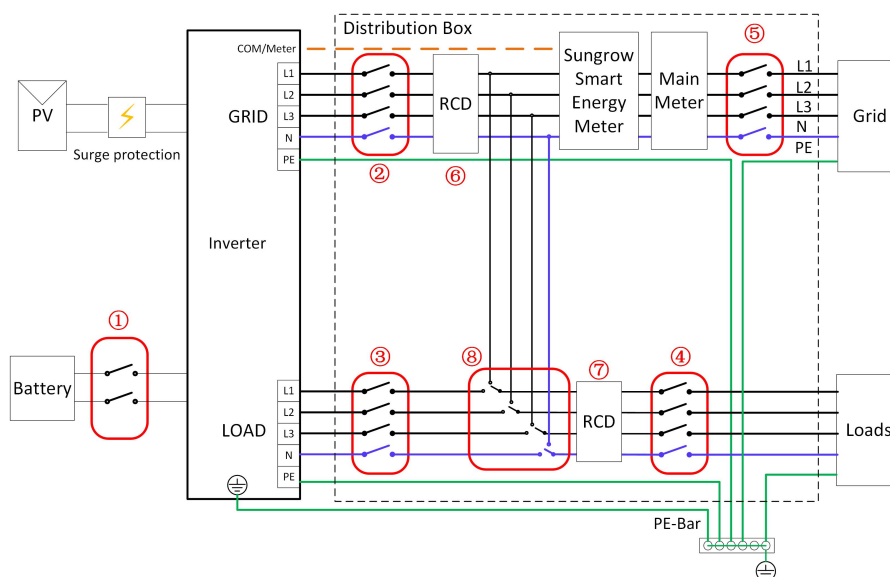 Distribution Box
⑤
COM/Meter
L1
L2
L3
N
PE
GRID
RCD
Sungrow
Smart
Energy
Meter
Main
Meter
L1
L2
L3
N
PE
Grid
PV
Surge protection
②
⑥
Inverter
①
③
⑧
⑦
④
Battery
L1
L2
L3
N
PE
LOAD
RCD
Loads
PE-Bar